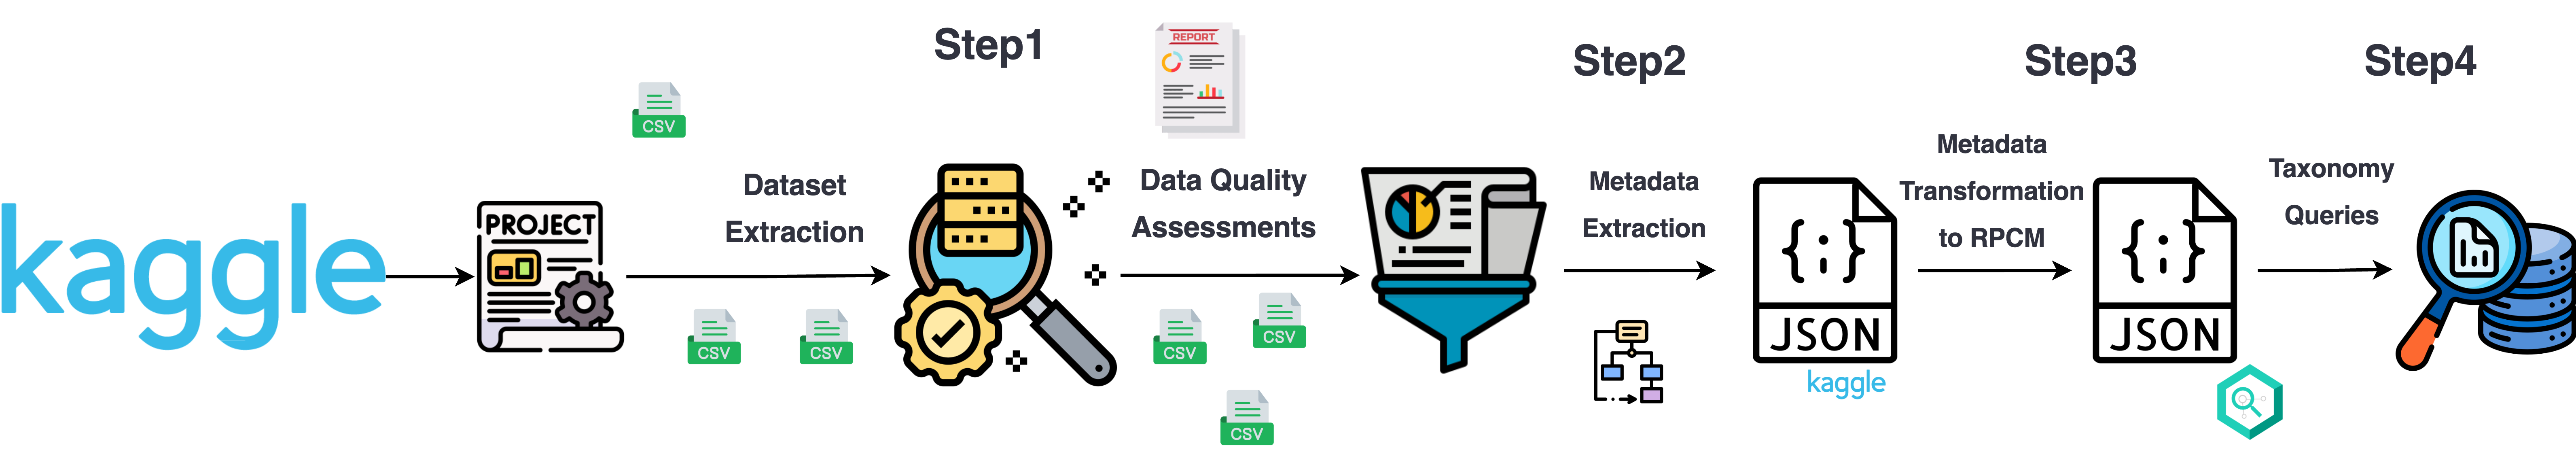 kaggle
PROJECT
CSV
CSV
CSV
Dataset
Extraction
Step1
REPORT
Data Quality
Assessments
CSV
CSV
CSV
Step2
Metadata
Extraction
{;}
JSON
kaggle
Step3
Metadata
Transformation
to RPCM
{;}
JSON
Step4
Taxonomy
Queries